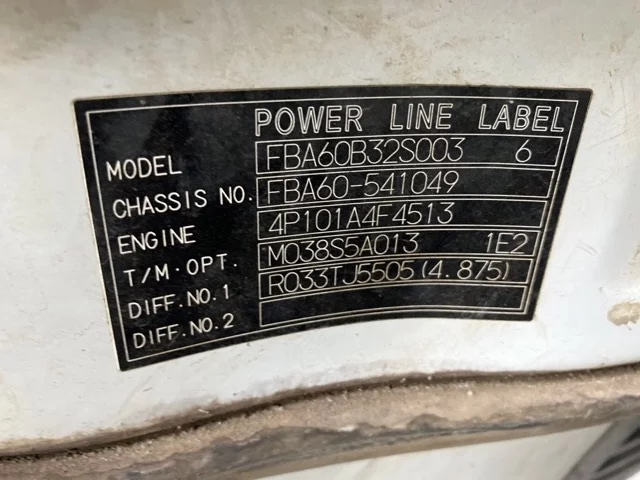 POWER LINE LABEL
MODEL FBA60B32S003 6
CHASSIS NO. FBA60-541049
ENGINE 4P101A4F4513
T/M·OPT. M038S5A013 1E2
DIFF.NO.1 R033TJ5505(4.875)
DIFF.NO.2